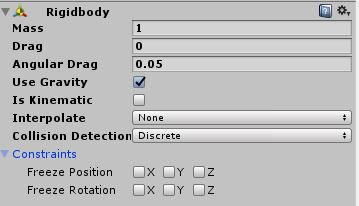 Rigidbody
Mass 1
Drag 0
Angular Drag 0.05
Use Gravity
Is Kinematic
Interpolate None
Collision Detection Discrete
Constraints
Freeze Position X Y Z
Freeze Rotation X Y Z